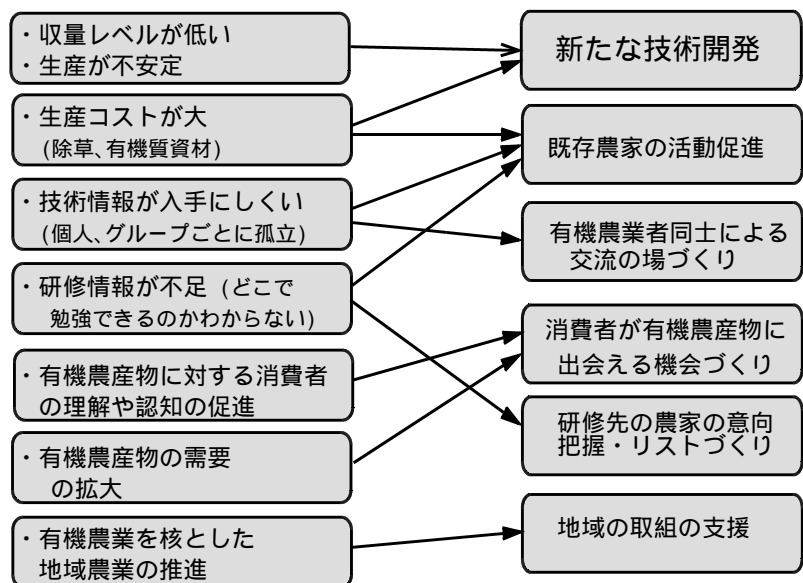 ・収量レベルが低い
・生産が不安定
・生産コストが大
(除草、有機質資材)
・技術情報が入手にしくい
(個人、グループごとに孤立)
・研修情報が不足 (どこで
勉強できるのかわからない)
・有機農産物に対する消費者
の理解や認知の促進
・有機農産物の需要
の拡大
・有機農業を核とした
地域農業の推進
新たな技術開発
既存農家の活動促進
有機農業者同士による
交流の場づくり
消費者が有機農産物に
出会える機会づくり
研修先の農家の意向
把握・リストづくり
地域の取組の支援